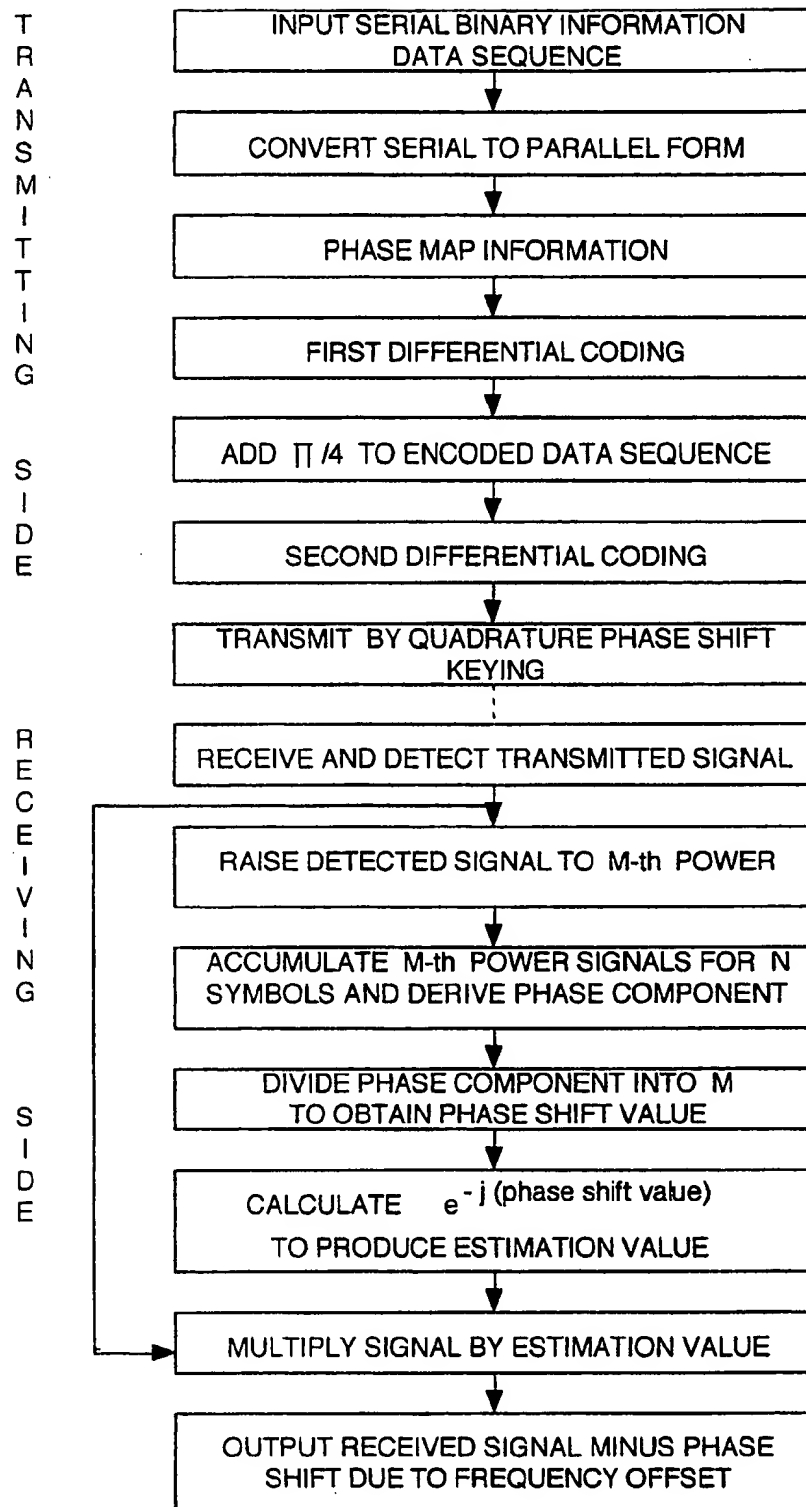 TRANSMITTING SIDE
INPUT SERIAL BINARY INFORMATION
DATA SEQUENCE
CONVERT SERIAL TO PARALLEL FORM
PHASE MAP INFORMATION
FIRST DIFFERENTIAL CODING
ADD ∏/4 TO ENCODED DATA SEQUENCE
SECOND DIFFERENTIAL CODING
TRANSMIT BY QUADRATURE PHASE SHIFT
KEYING
RECEIVING SIDE
RECEIVE AND DETECT TRANSMITTED SIGNAL
RAISE DETECTED SIGNAL TO M-th POWER
ACCUMULATE M-th POWER SIGNALS FOR N
SYMBOLS AND DERIVE PHASE COMPONENT
DIVIDE PHASE COMPONENT INTO M
TO OBTAIN PHASE SHIFT VALUE
CALCULATE e - j (phase shift value)
TO PRODUCE ESTIMATION VALUE
MULTIPLY SIGNAL BY ESTIMATION VALUE
OUTPUT RECEIVED SIGNAL MINUS PHASE
SHIFT DUE TO FREQUENCY OFFSET